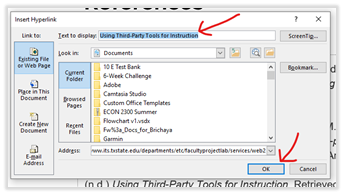 References
Insert Hyperlink
Link to:
Text to display: Using Third-Party Tools for Instruction
ScreenTip...
Existing File or Web Page
Look in: Documents
Bookmark...
Place in This Document
Create New Document
E-mail Address
Current Folder
Browsed Pages
Recent Files
10 E Test Bank
6-Week Challenge
Adobe
Camtasia Studio
Custom Office Templates
ECON 2300 Summer
Flowchart v1.vsdx
Fw%3a_Docs_for_Brichaya
Garmin
Address: www.its.txstate.edu/departments/etc/facultyprojectlab/services/web2
OK
Cancel
(n.d.) Using Third-Party Tools for Instruction. Retrieved